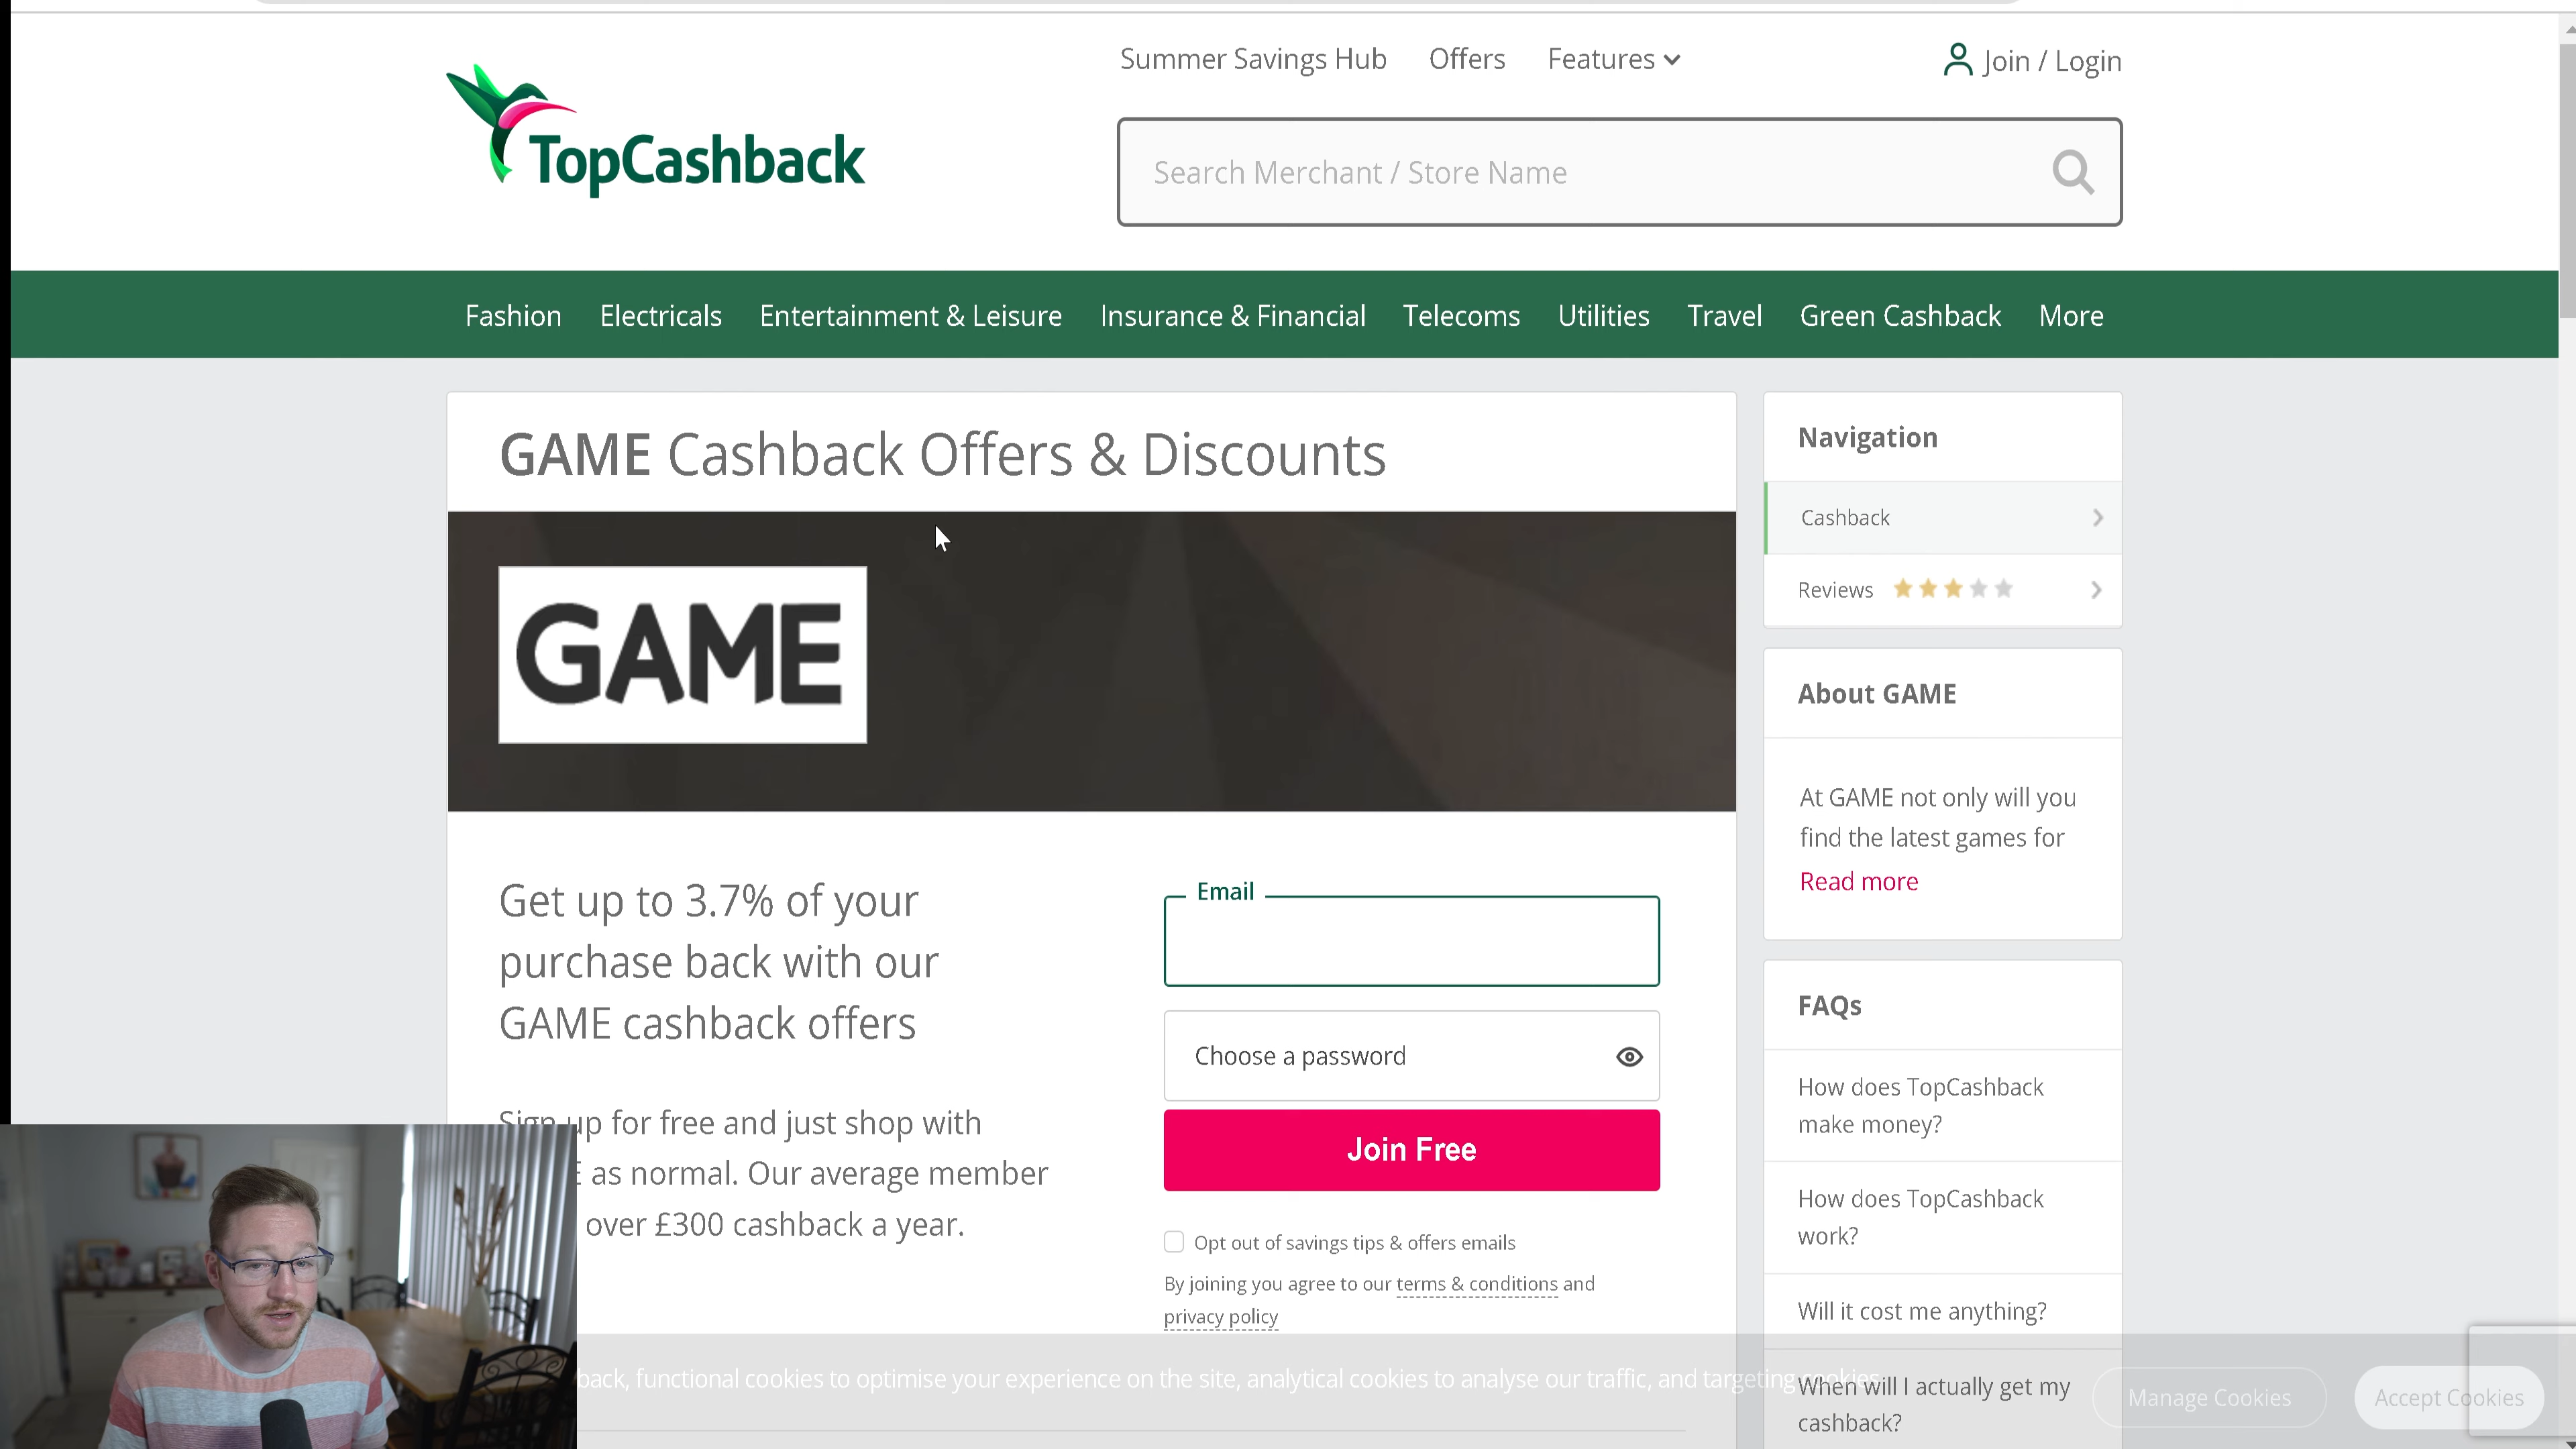 Summer Savings Hub Offers Features Join / Login
TopCashback
Search Merchant / Store Name
Fashion Electricals Entertainment & Leisure Insurance & Financial Telecoms Utilities Travel Green Cashback More
GAME Cashback Offers & Discounts
GAME
Get up to 3.7% of your
purchase back with our
GAME cashback offers
Sign up for free and just shop with
as normal. Our average member
over £300 cashback a year.
Email
Choose a password
Join Free
Opt out of savings tips & offers emails
By joining you agree to our terms & conditions and
privacy policy
Navigation
Cashback
Reviews
About GAME
At GAME not only will you
find the latest games for
Read more
FAQs
How does TopCashback
make money?
How does TopCashback
work?
Will it cost me anything?
When will I actually get my
cashback?
back, functional cookies to optimise your experience on the site, analytical cookies to analyse our traffic, and targeting cookies
Manage Cookies
Accept Cookies